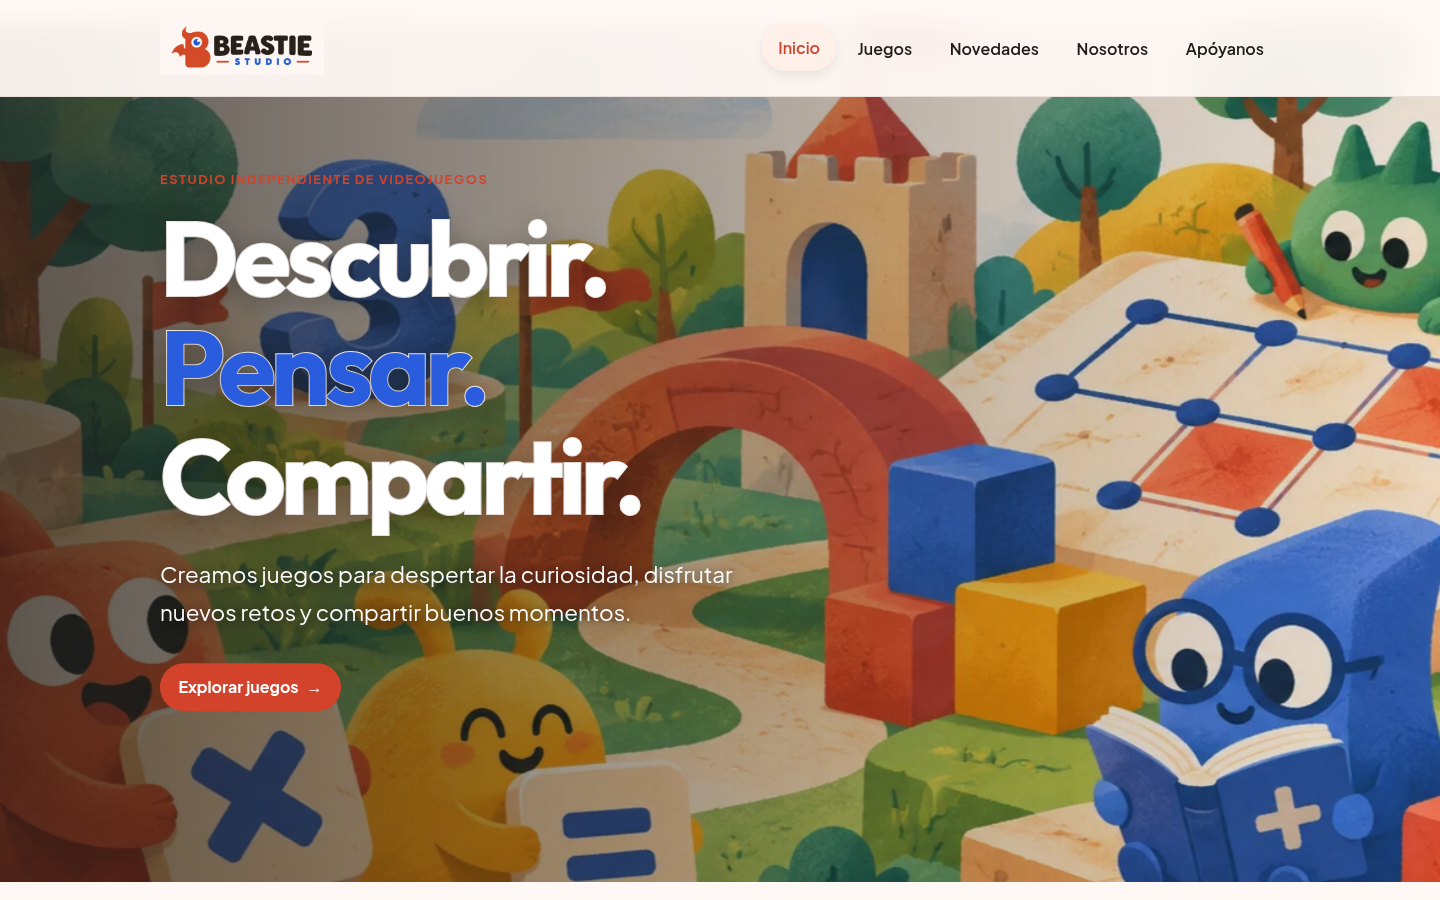 BEASTIE
STUDIO
Inicio
Juegos
Novedades
Nosotros
Apóyanos
ESTUDIO INDEPENDIENTE DE VIDEOJUEGOS
3
Descubrir.
Pensar.
Compartir.
Creamos juegos para despertar la curiosidad, disfrutar
nuevos retos y compartir buenos momentos.
Explorar juegos →